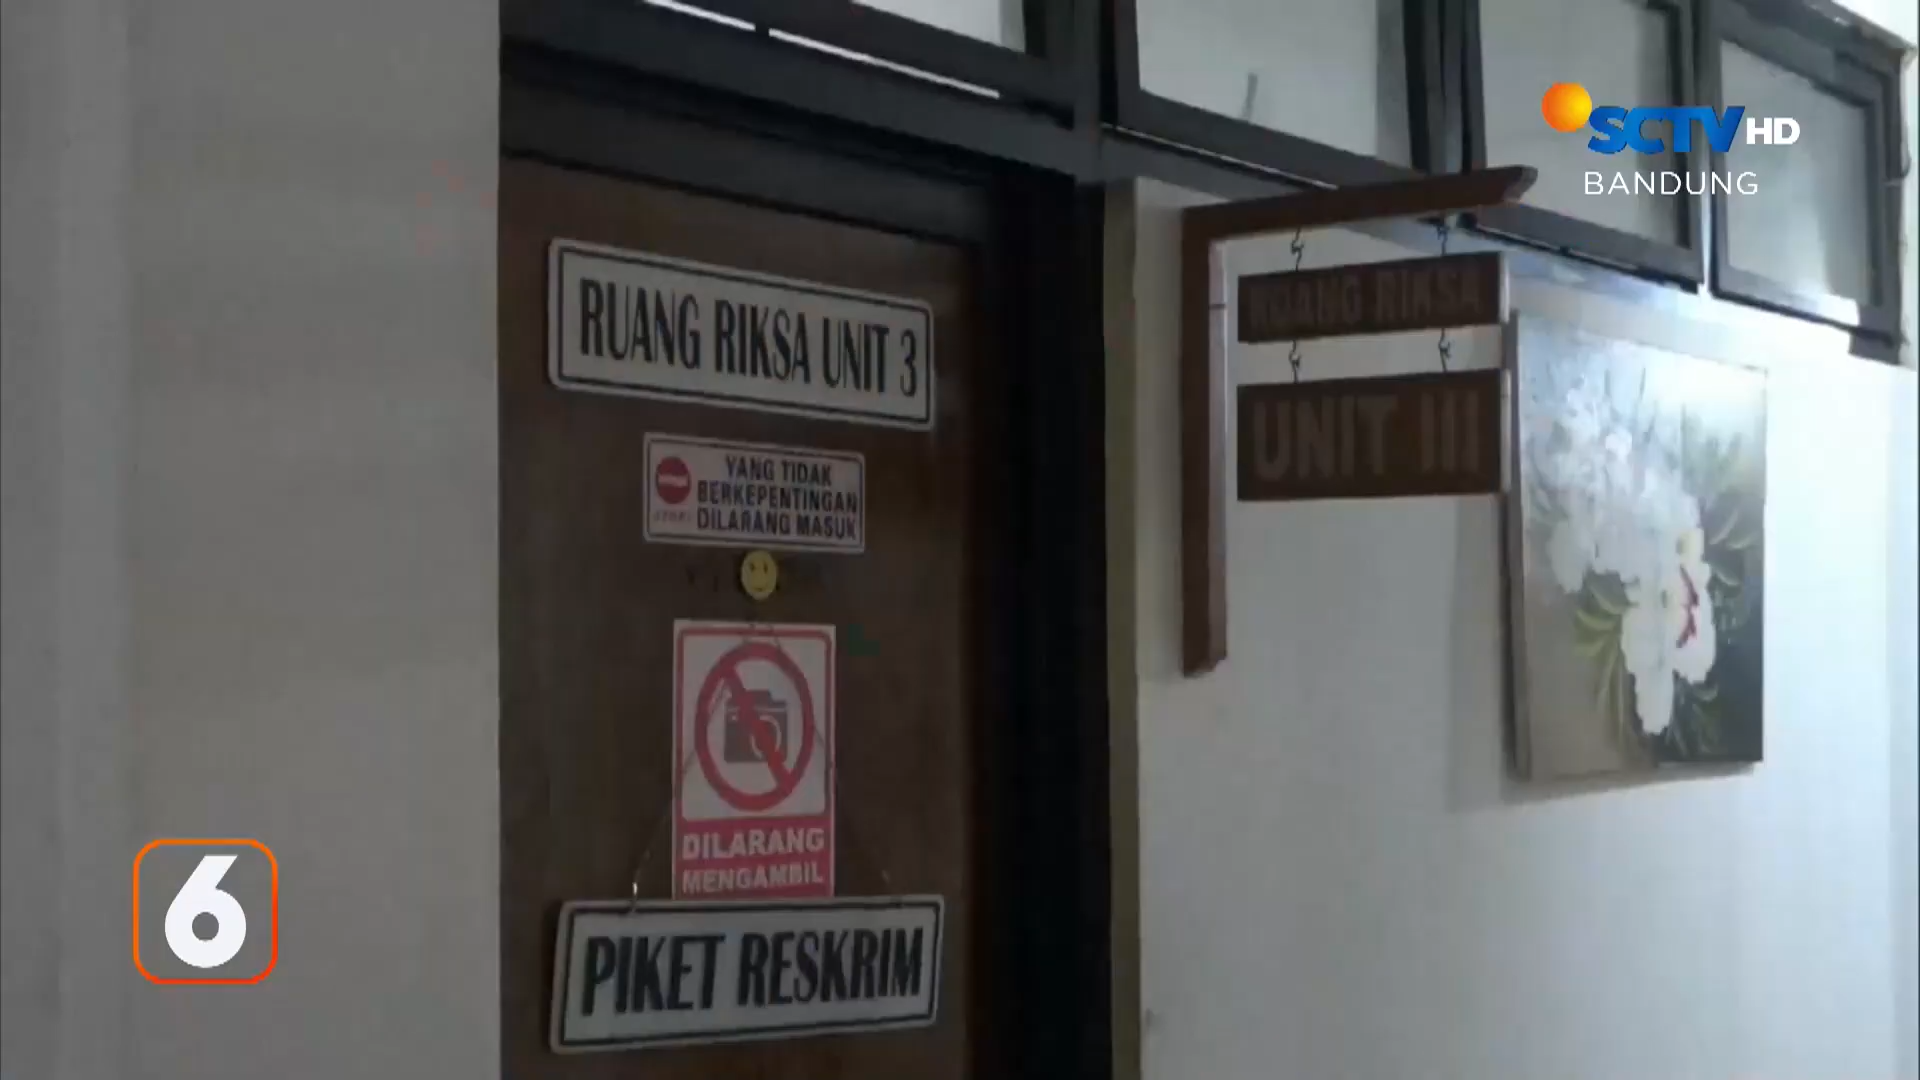 SCTV HD
BANDUNG
RUANG RIKSA UNIT 3
RUANG RIKSA
UNIT III
YANG TIDAK
BERKEPENTINGAN
DILARANG MASUK
DILARANG
MENGAMBIL
PIKET RESKRIM
6